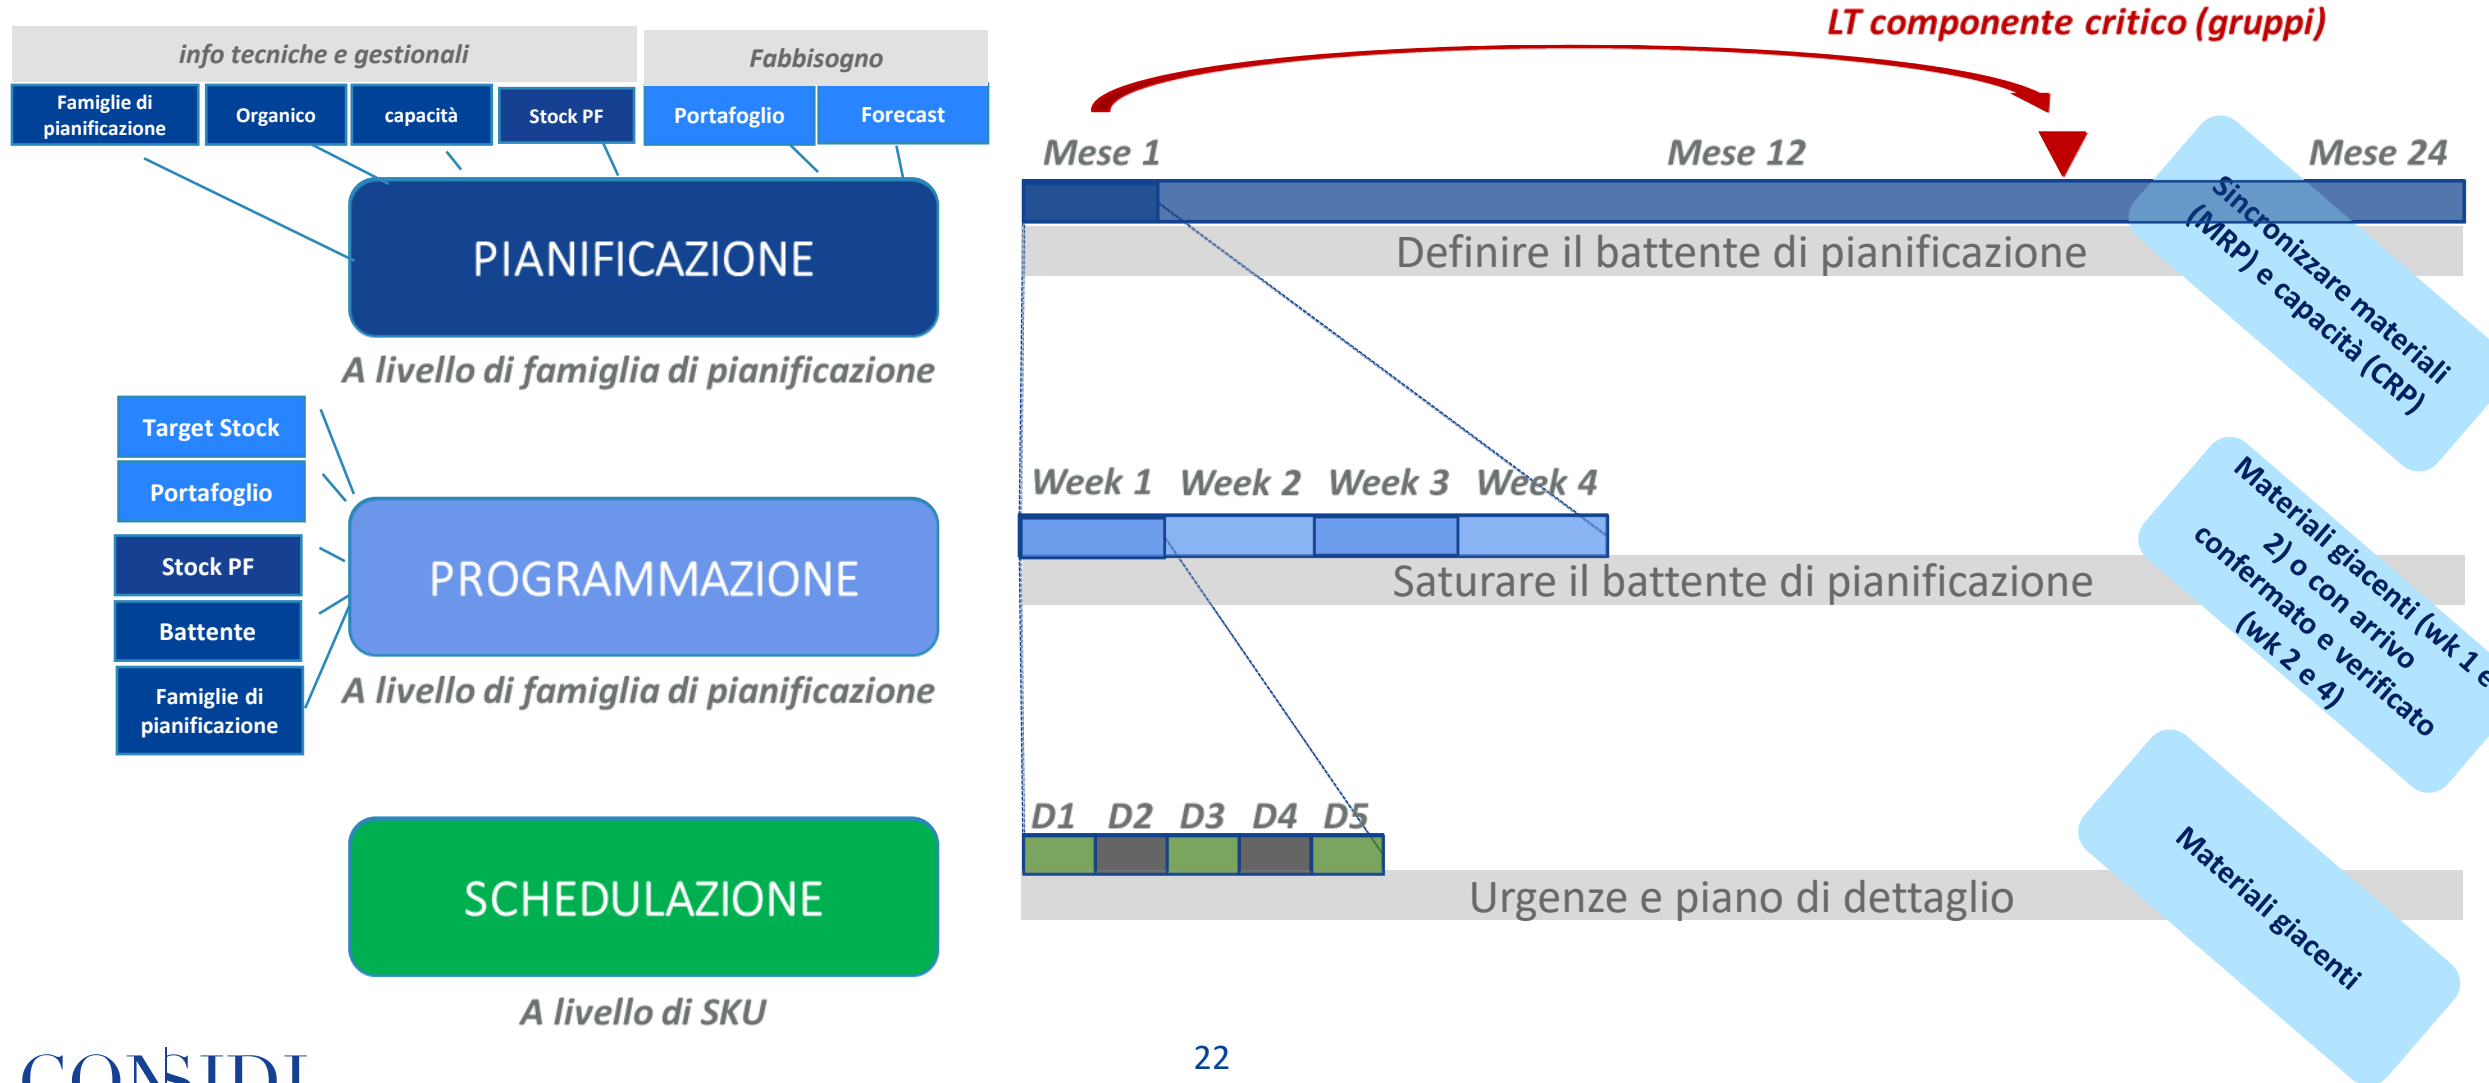 LT componente critico (gruppi)
info tecniche e gestionali
Fabbisogno
Famiglie di
pianificazione
Organico
capacità
Stock PF
Portafoglio
Forecast
Mese 1
Mese 12
Mese 24
PIANIFICAZIONE
Definire il battente di pianificazione
Sincronizzare materiali
(MRP) e capacità (CRP)
A livello di famiglia di pianificazione
Target Stock
Portafoglio
Stock PF
Battente
Famiglie di
pianificazione
Week 1
Week 2
Week 3
Week 4
PROGRAMMAZIONE
Saturare il battente di pianificazione
Materiali giacenti (wk 1 e
2) o con arrivo
confermato e verificato
(wk 2 e 4)
A livello di famiglia di pianificazione
D1
D2
D3
D4
D5
SCHEDULAZIONE
Urgenze e piano di dettaglio
Materiali giacenti
A livello di SKU
CONSIDI
22